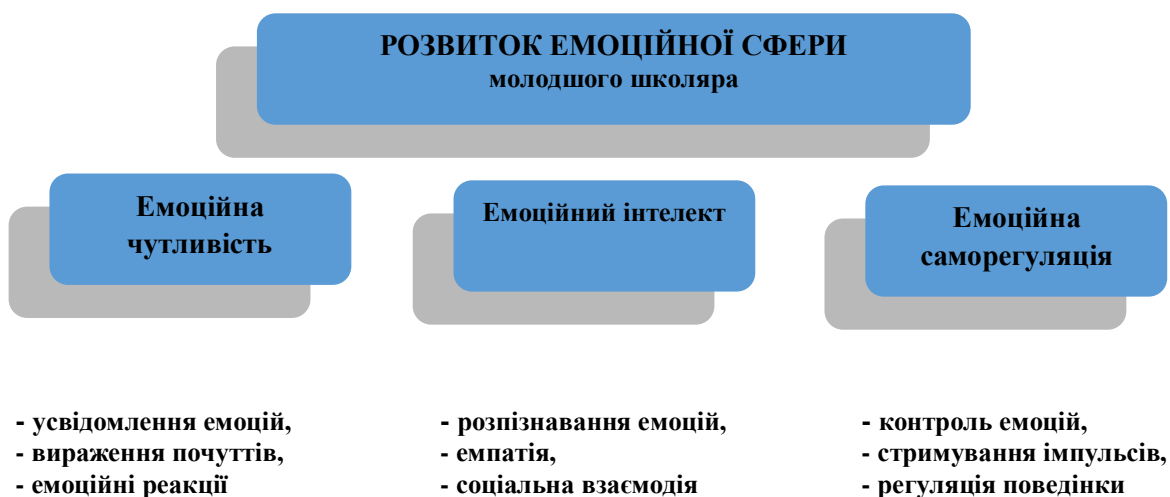 РОЗВИТОК ЕМОЦІЙНОЇ СФЕРИ
молодшого школяра
Емоційна
чутливість
Емоційний інтелект
Емоційна
саморегуляція
- усвідомлення емоцій,
- вираження почуттів,
- емоційні реакції
- розпізнавання емоцій,
- емпатія,
- соціальна взаємодія
- контроль емоцій,
- стримування імпульсів,
- регуляція поведінки